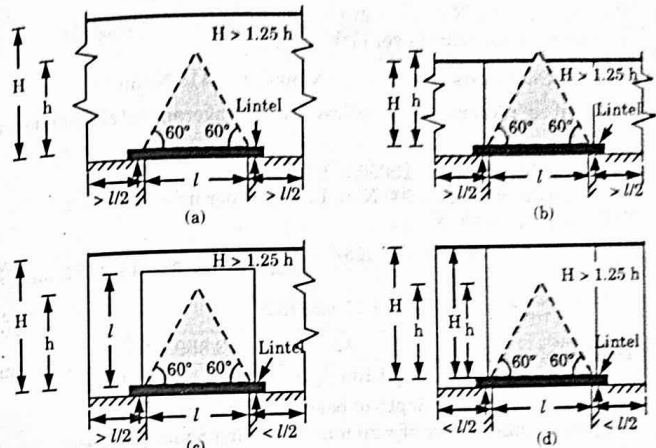 H > 1.25 h
H
h
Lintel
60° 60°
> l/2
l
> l/2
(a)
H > 1.25 h
H
h
Lintel
60° 60°
> l/2
l
> l/2
(b)
H > 1.25 h
H
h
l
Lintel
60° 60°
> l/2
l
< l/2
H > 1.25 h
H
H
h
Lintel
60° 60°
< l/2
l
< l/2
(d)